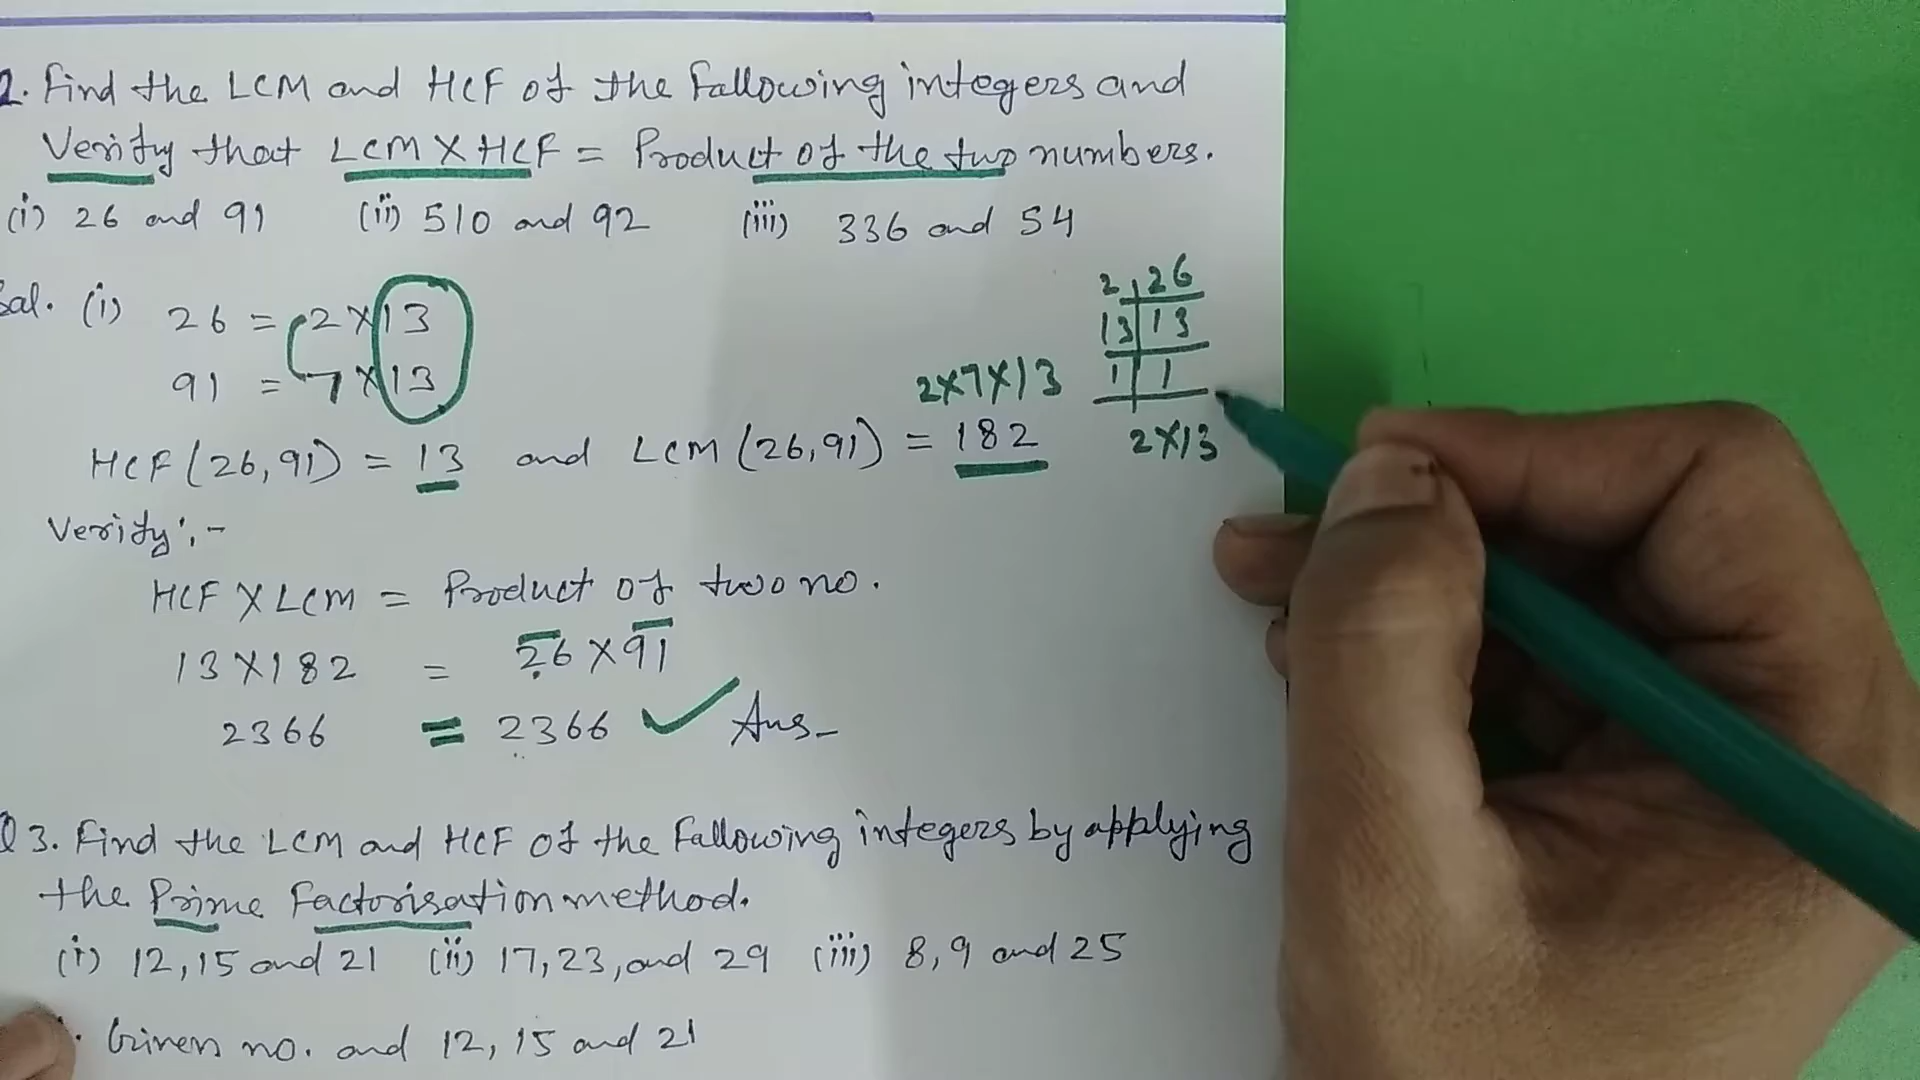 2. Find the LCM and HCF of the Fallowing integers and
Verify that LCM X HCF = Product of the two numbers.
(i) 26 and 91 (ii) 510 and 92 (iii) 336 and 54
Sol. (i) 26 = 2 X 13
91 = 7 X 13
HCF (26,91) = 13 and LCM (26,91) = 182
2X7X13
2 26
13 13
1 1
2X13
Verify :-
HCF X LCM = Product of two no.
13 X 182 = 26 X 91
2366 = 2366 ✓ Ans-
Q 3. Find the LCM and HCF of the Fallowing integers by applying
the Prime Factorisation method.
(i) 12, 15 and 21 (ii) 17, 23, and 29 (iii) 8, 9 and 25
Given no. and 12, 15 and 21